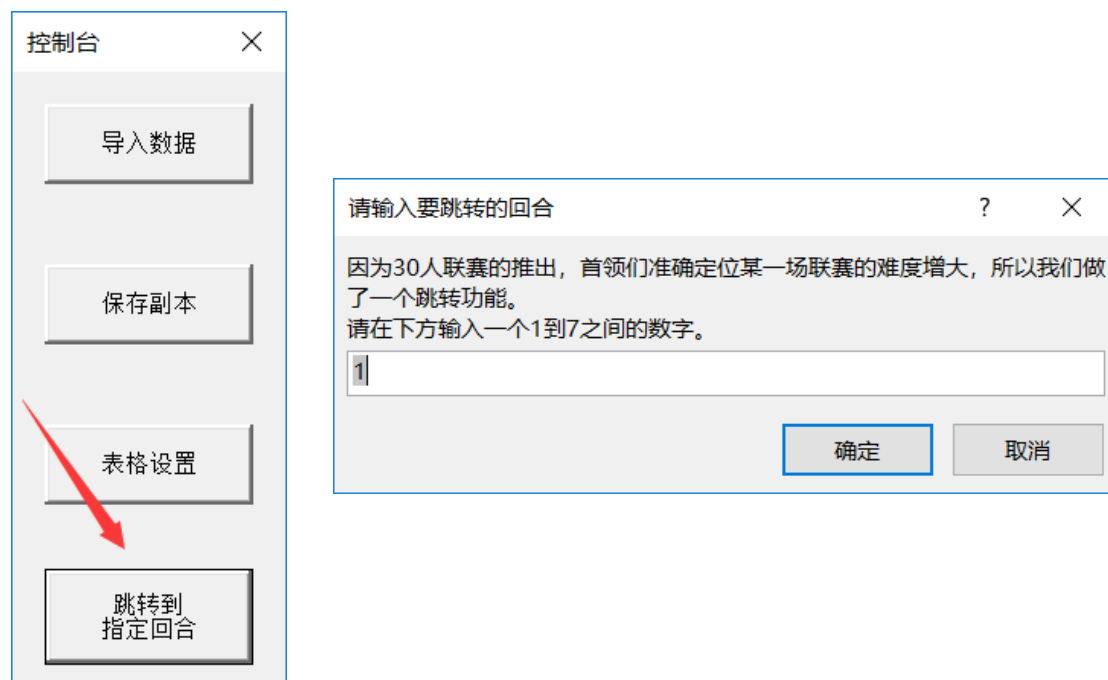 控制台
导入数据
保存副本
表格设置
跳转到
指定回合
请输入要跳转的回合
?
因为30人联赛的推出，首领们准确定位某一场联赛的难度增大，所以我们做
了一个跳转功能。
请在下方输入一个1到7之间的数字。
1
确定
取消